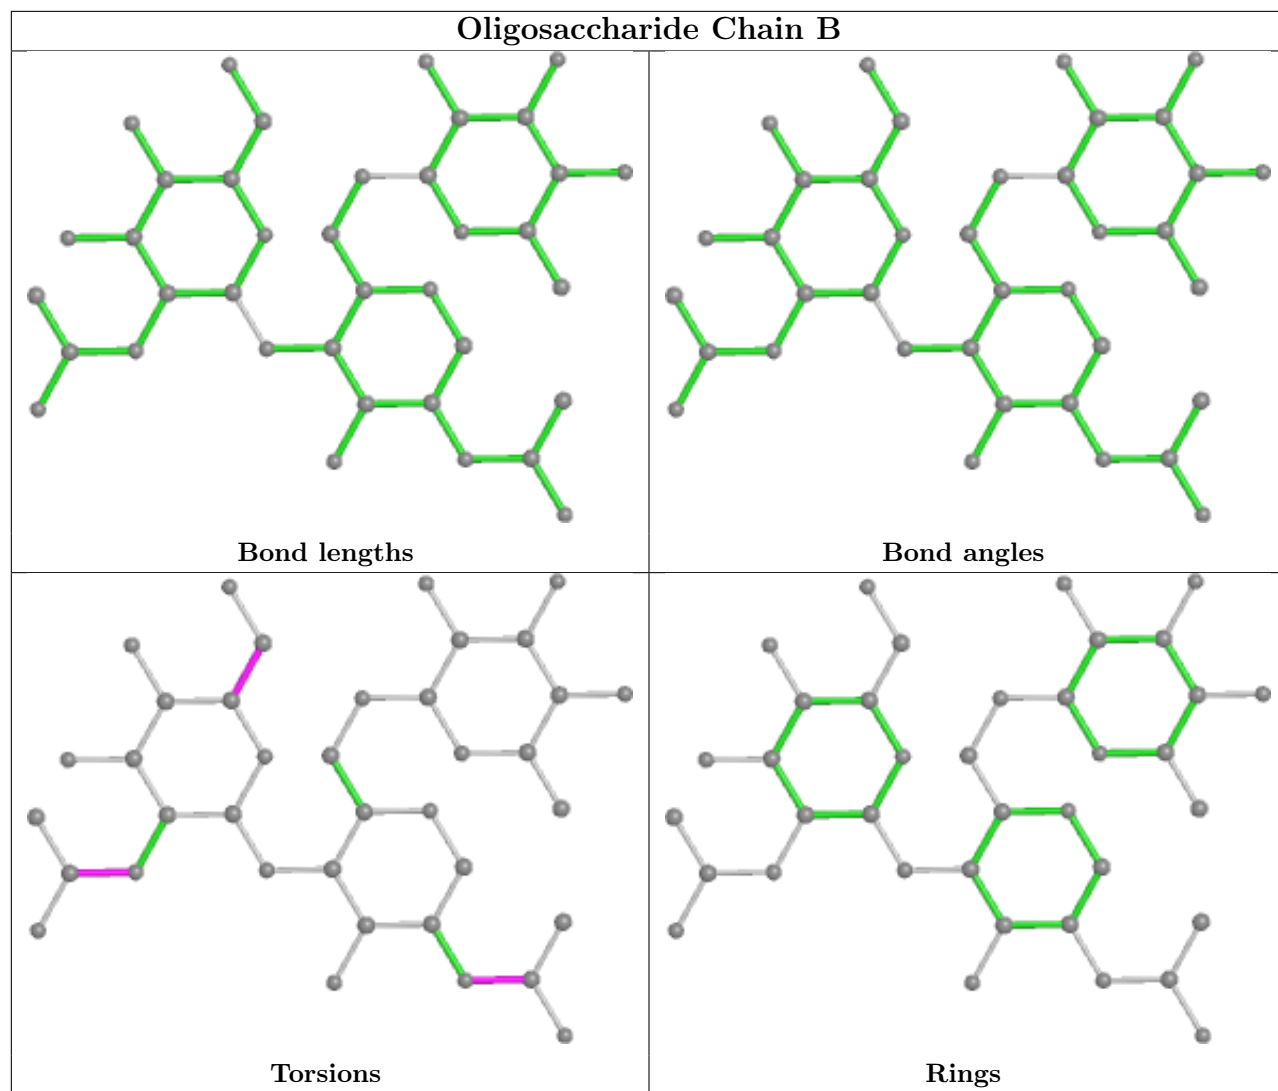 Oligosaccharide Chain B
Bond lengths
Bond angles
Torsions
Rings